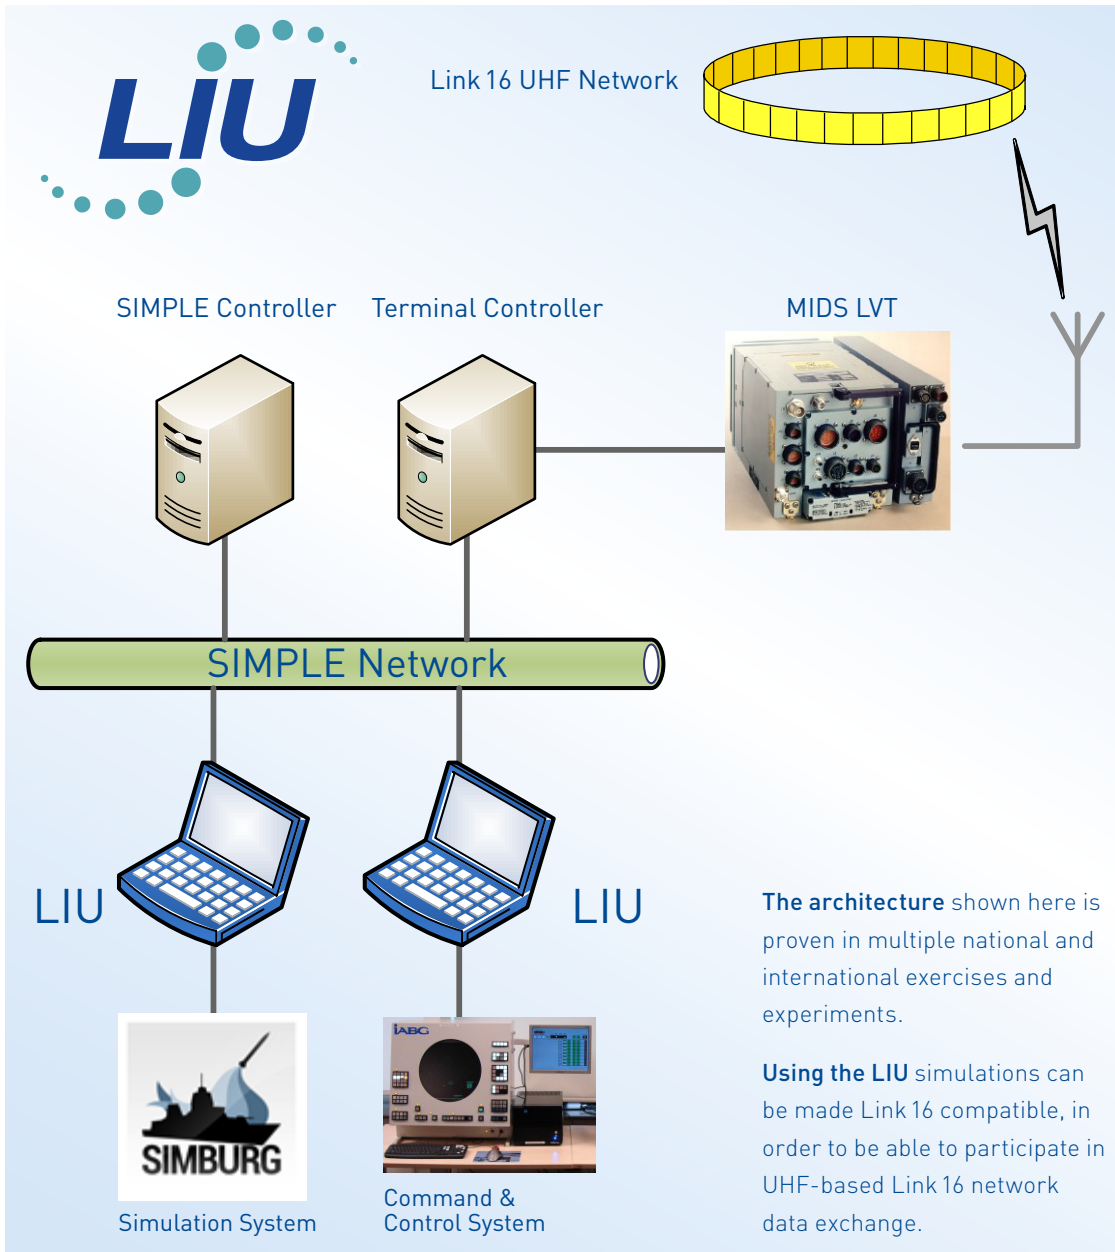 LIU
Link 16 UHF Network
SIMPLE Controller
Terminal Controller
MIDS LVT
SIMPLE Network
LIU
LIU
The architecture shown here is
proven in multiple national and
international exercises and
experiments.
Using the LIU simulations can
be made Link 16 compatible, in
order to be able to participate in
UHF-based Link 16 network
data exchange.
SIMBURG
Simulation System
iABG
Command &
Control System